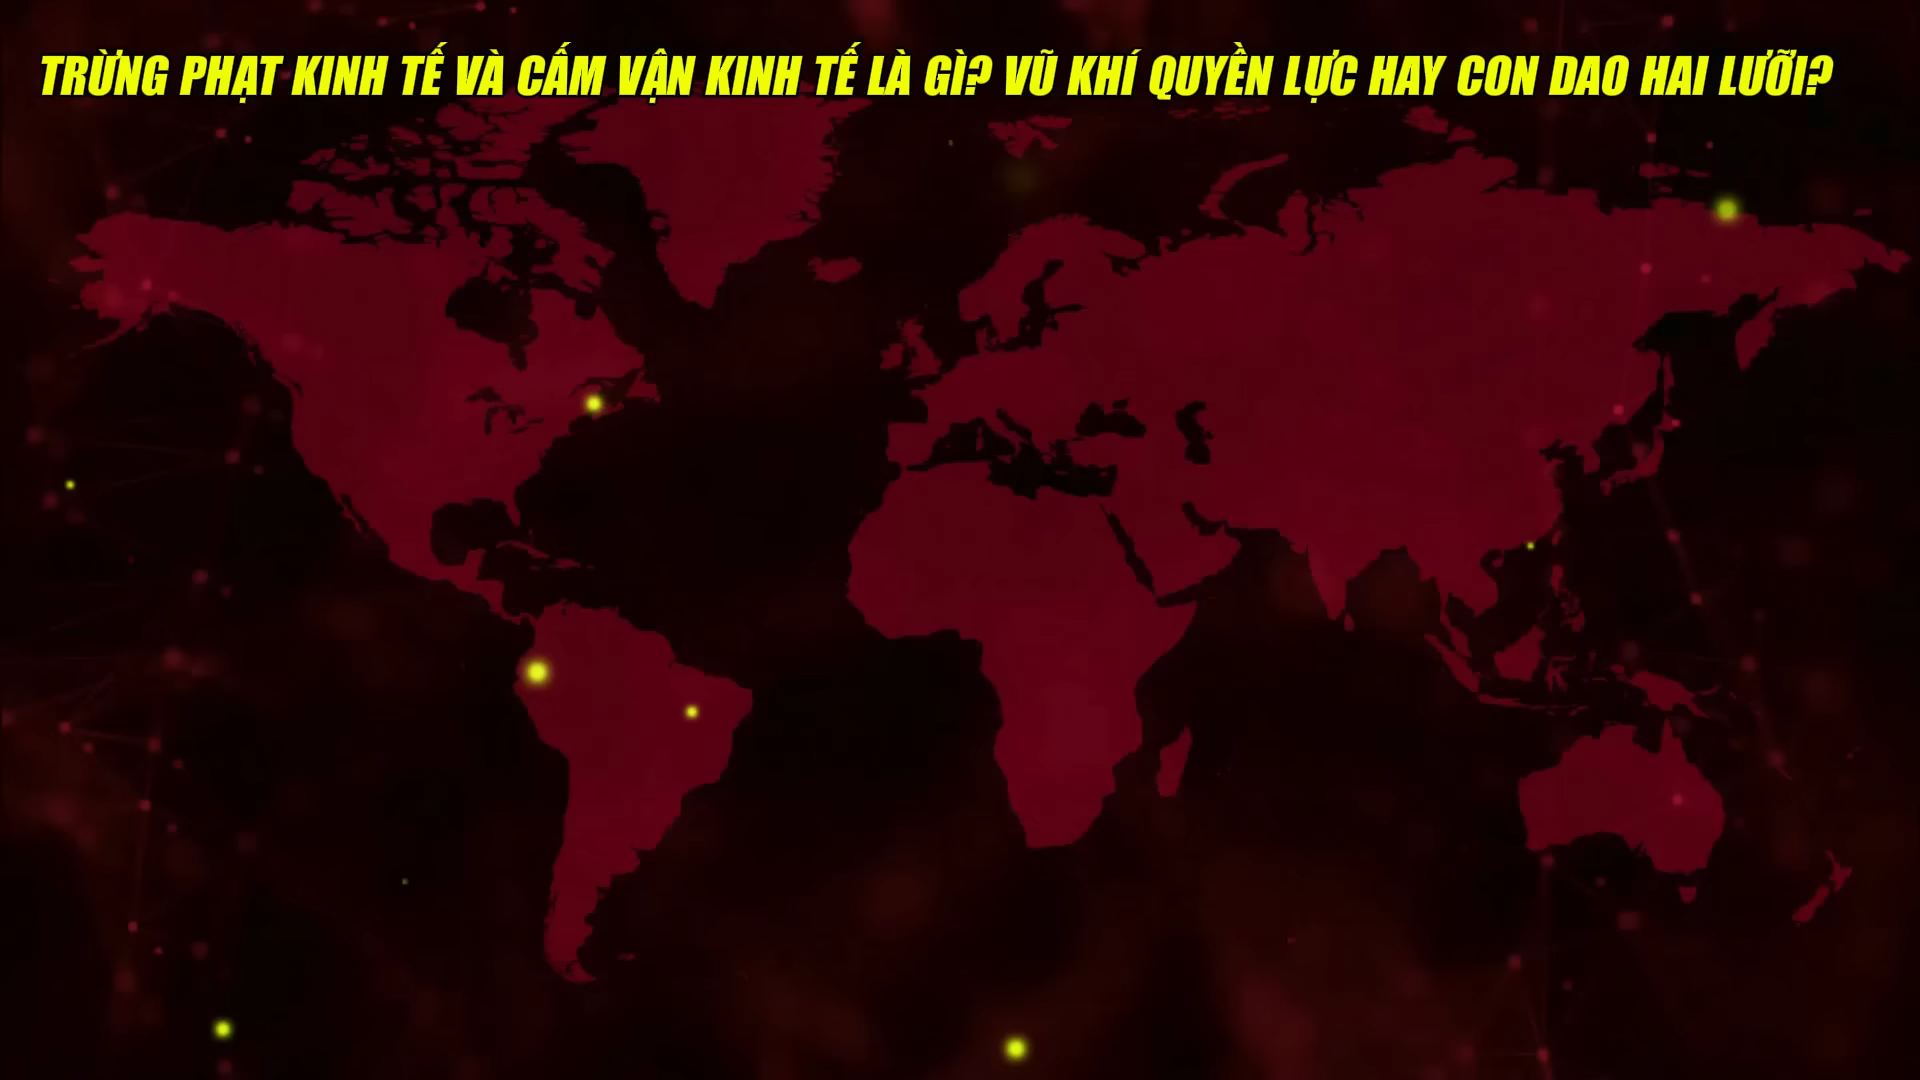 TRỪNG PHẠT KINH TẾ VÀ CẤM VẬN KINH TẾ LÀ GÌ? VŨ KHÍ QUYỀN LỰC HAY CON DAO HAI LƯỠI?